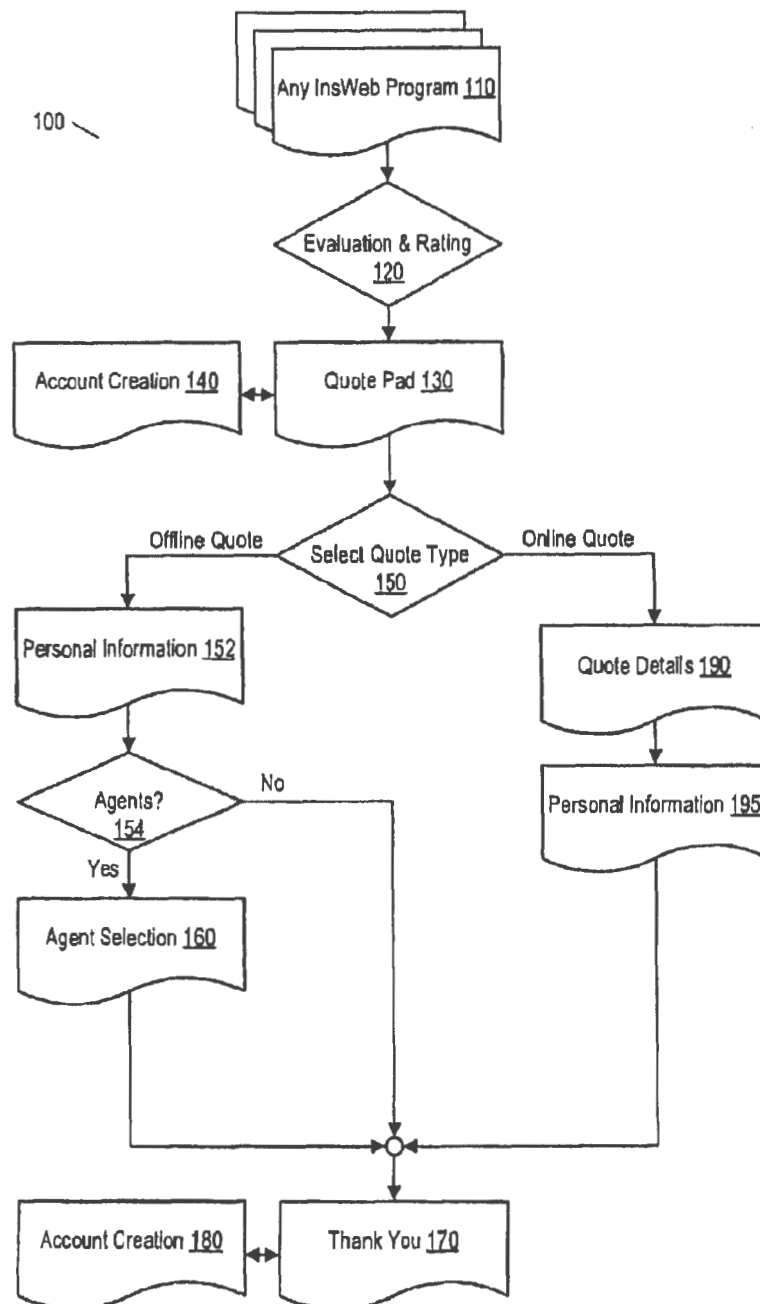 Any InsWeb Program 110
100
Evaluation & Rating
120
Account Creation 140
Quote Pad 130
Offline Quote
Select Quote Type
150
Online Quote
Personal Information 152
Quote Details 190
Agents?
154
No
Personal Information 195
Yes
Agent Selection 160
Account Creation 180
Thank You 170